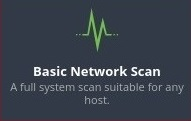 Basic Network Scan
A full system scan suitable for any
host.